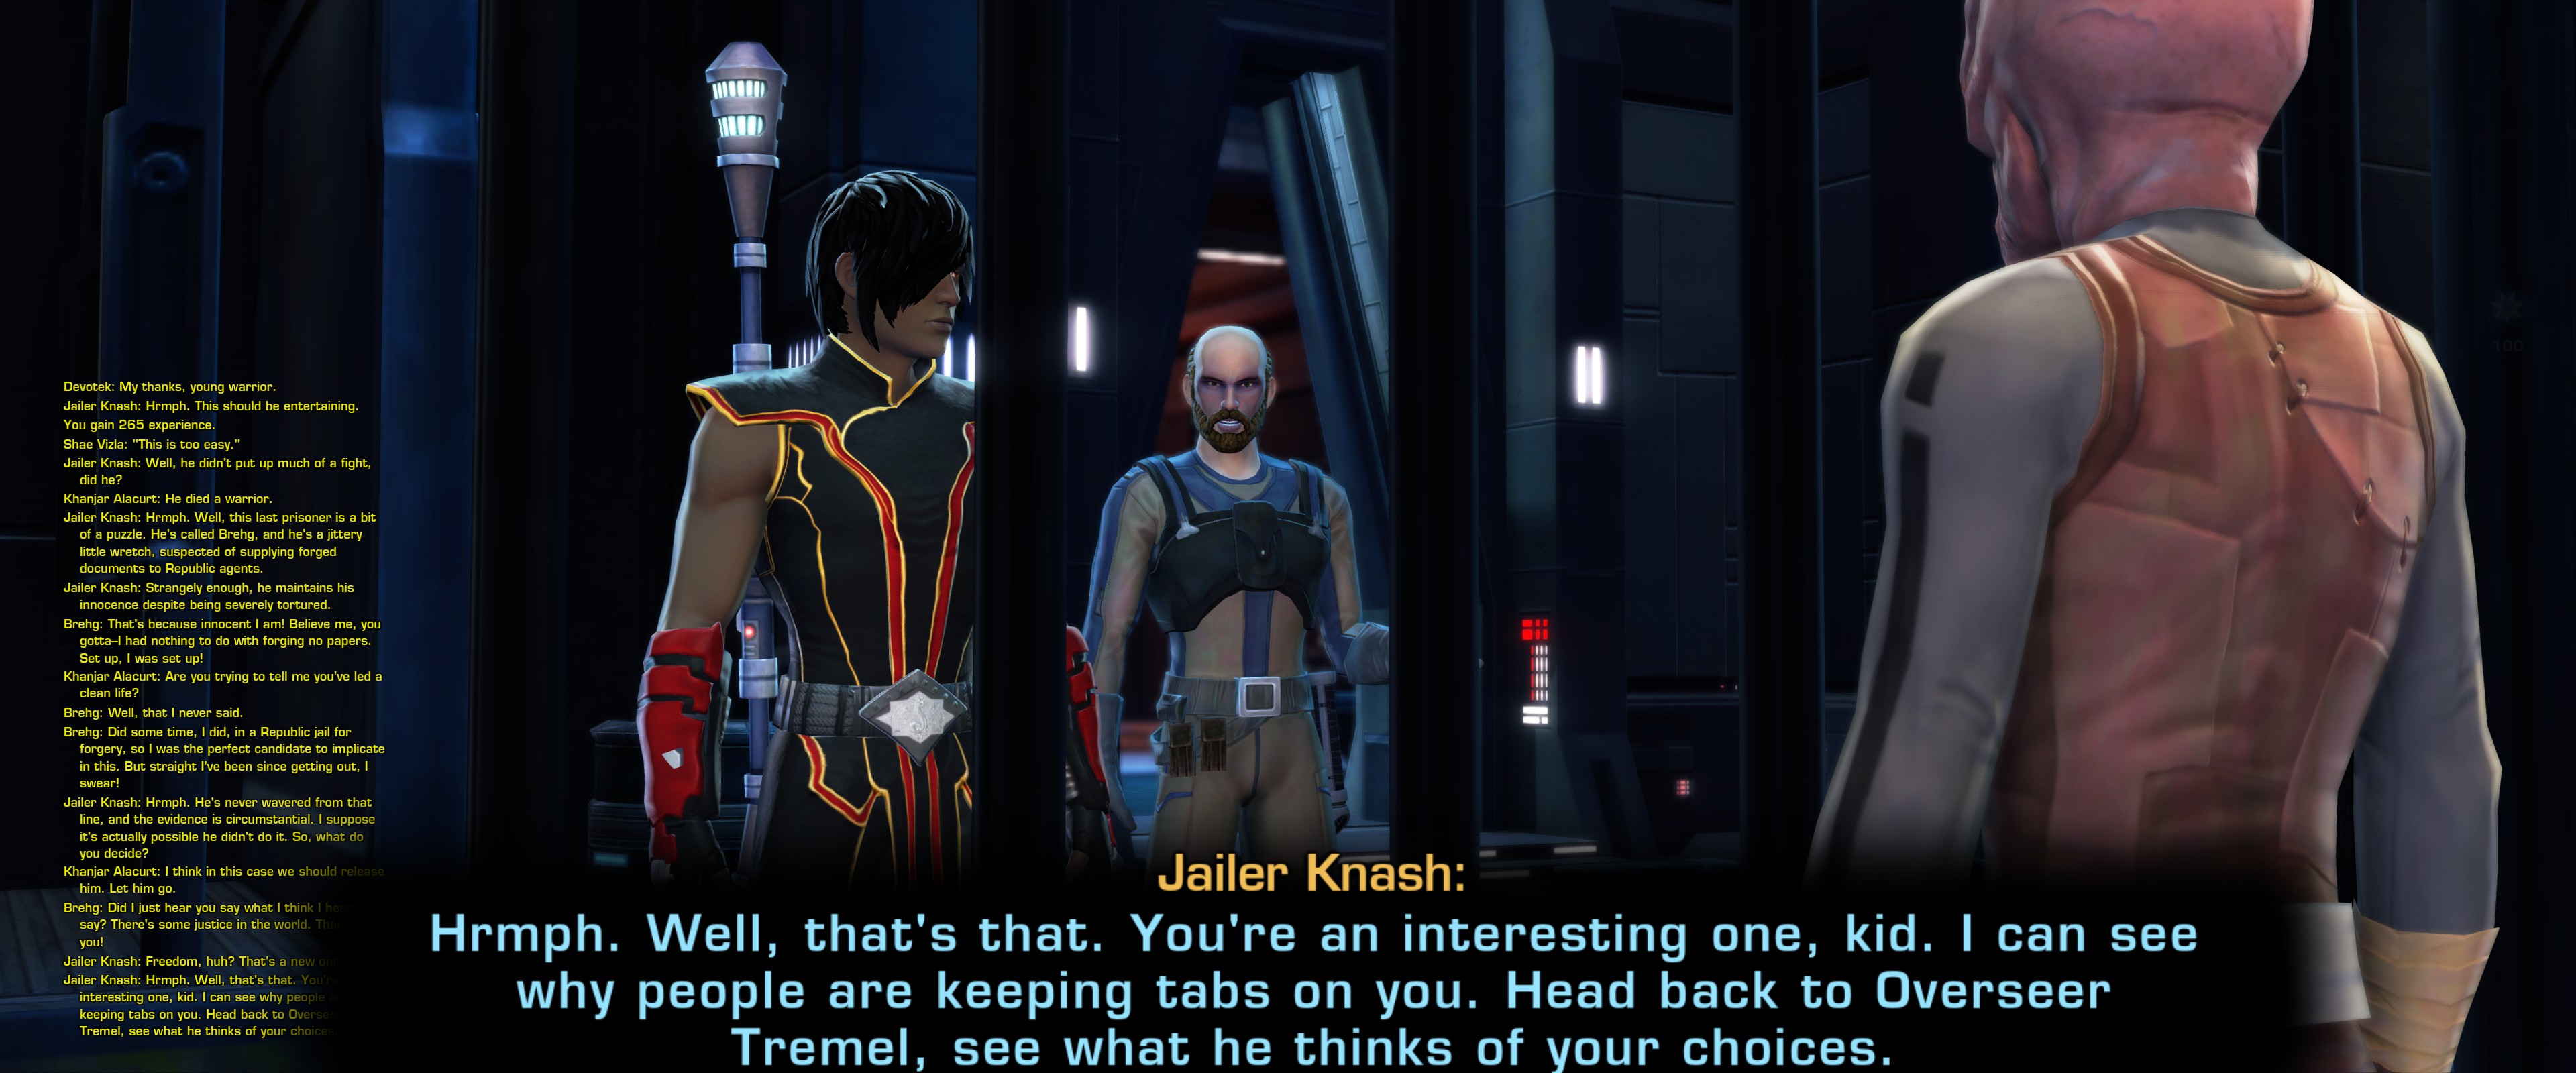 Devotek: My thanks, young warrior.
Jailer Knash: Hrmph. This should be entertaining.
You gain 265 experience.
Shae Vizla: "This is too easy."
Jailer Knash: Well, he didn't put up much of a fight,
did he?
Khanjar Alacurt: He died a warrior.
Jailer Knash: Hrmph. Well, this last prisoner is a bit
of a puzzle. He's called Brehg, and he's a jittery
little wretch, suspected of supplying forged
documents to Republic agents.
Jailer Knash: Strangely enough, he maintains his
innocence despite being severely tortured.
Brehg: That's because innocent I am! Believe me, you
gotta–I had nothing to do with forging no papers.
Set up, I was set up!
Khanjar Alacurt: Are you trying to tell me you've led a
clean life?
Brehg: Well, that I never said.
Brehg: Did some time, I did, in a Republic jail for
forgery, so I was the perfect candidate to implicate
in this. But straight I've been since getting out, I
swear!
Jailer Knash: Hrmph. He's never wavered from that
line, and the evidence is circumstantial. I suppose
it's actually possible he didn't do it. So, what do
you decide?
Khanjar Alacurt: I think in this case we should release
him. Let him go.
Brehg: Did I just hear you say what I think I hear
say? There's some justice in the world.
you!
Jailer Knash: Freedom, huh? That's a new
Jailer Knash: Hrmph. Well, that's that. You're
interesting one, kid. I can see why people
keeping tabs on you. Head back to Overseer
Tremel, see what he thinks of your choices
100
Jailer Knash:
Hrmph. Well, that's that. You're an interesting one, kid. I can see
why people are keeping tabs on you. Head back to Overseer
Tremel, see what he thinks of your choices.